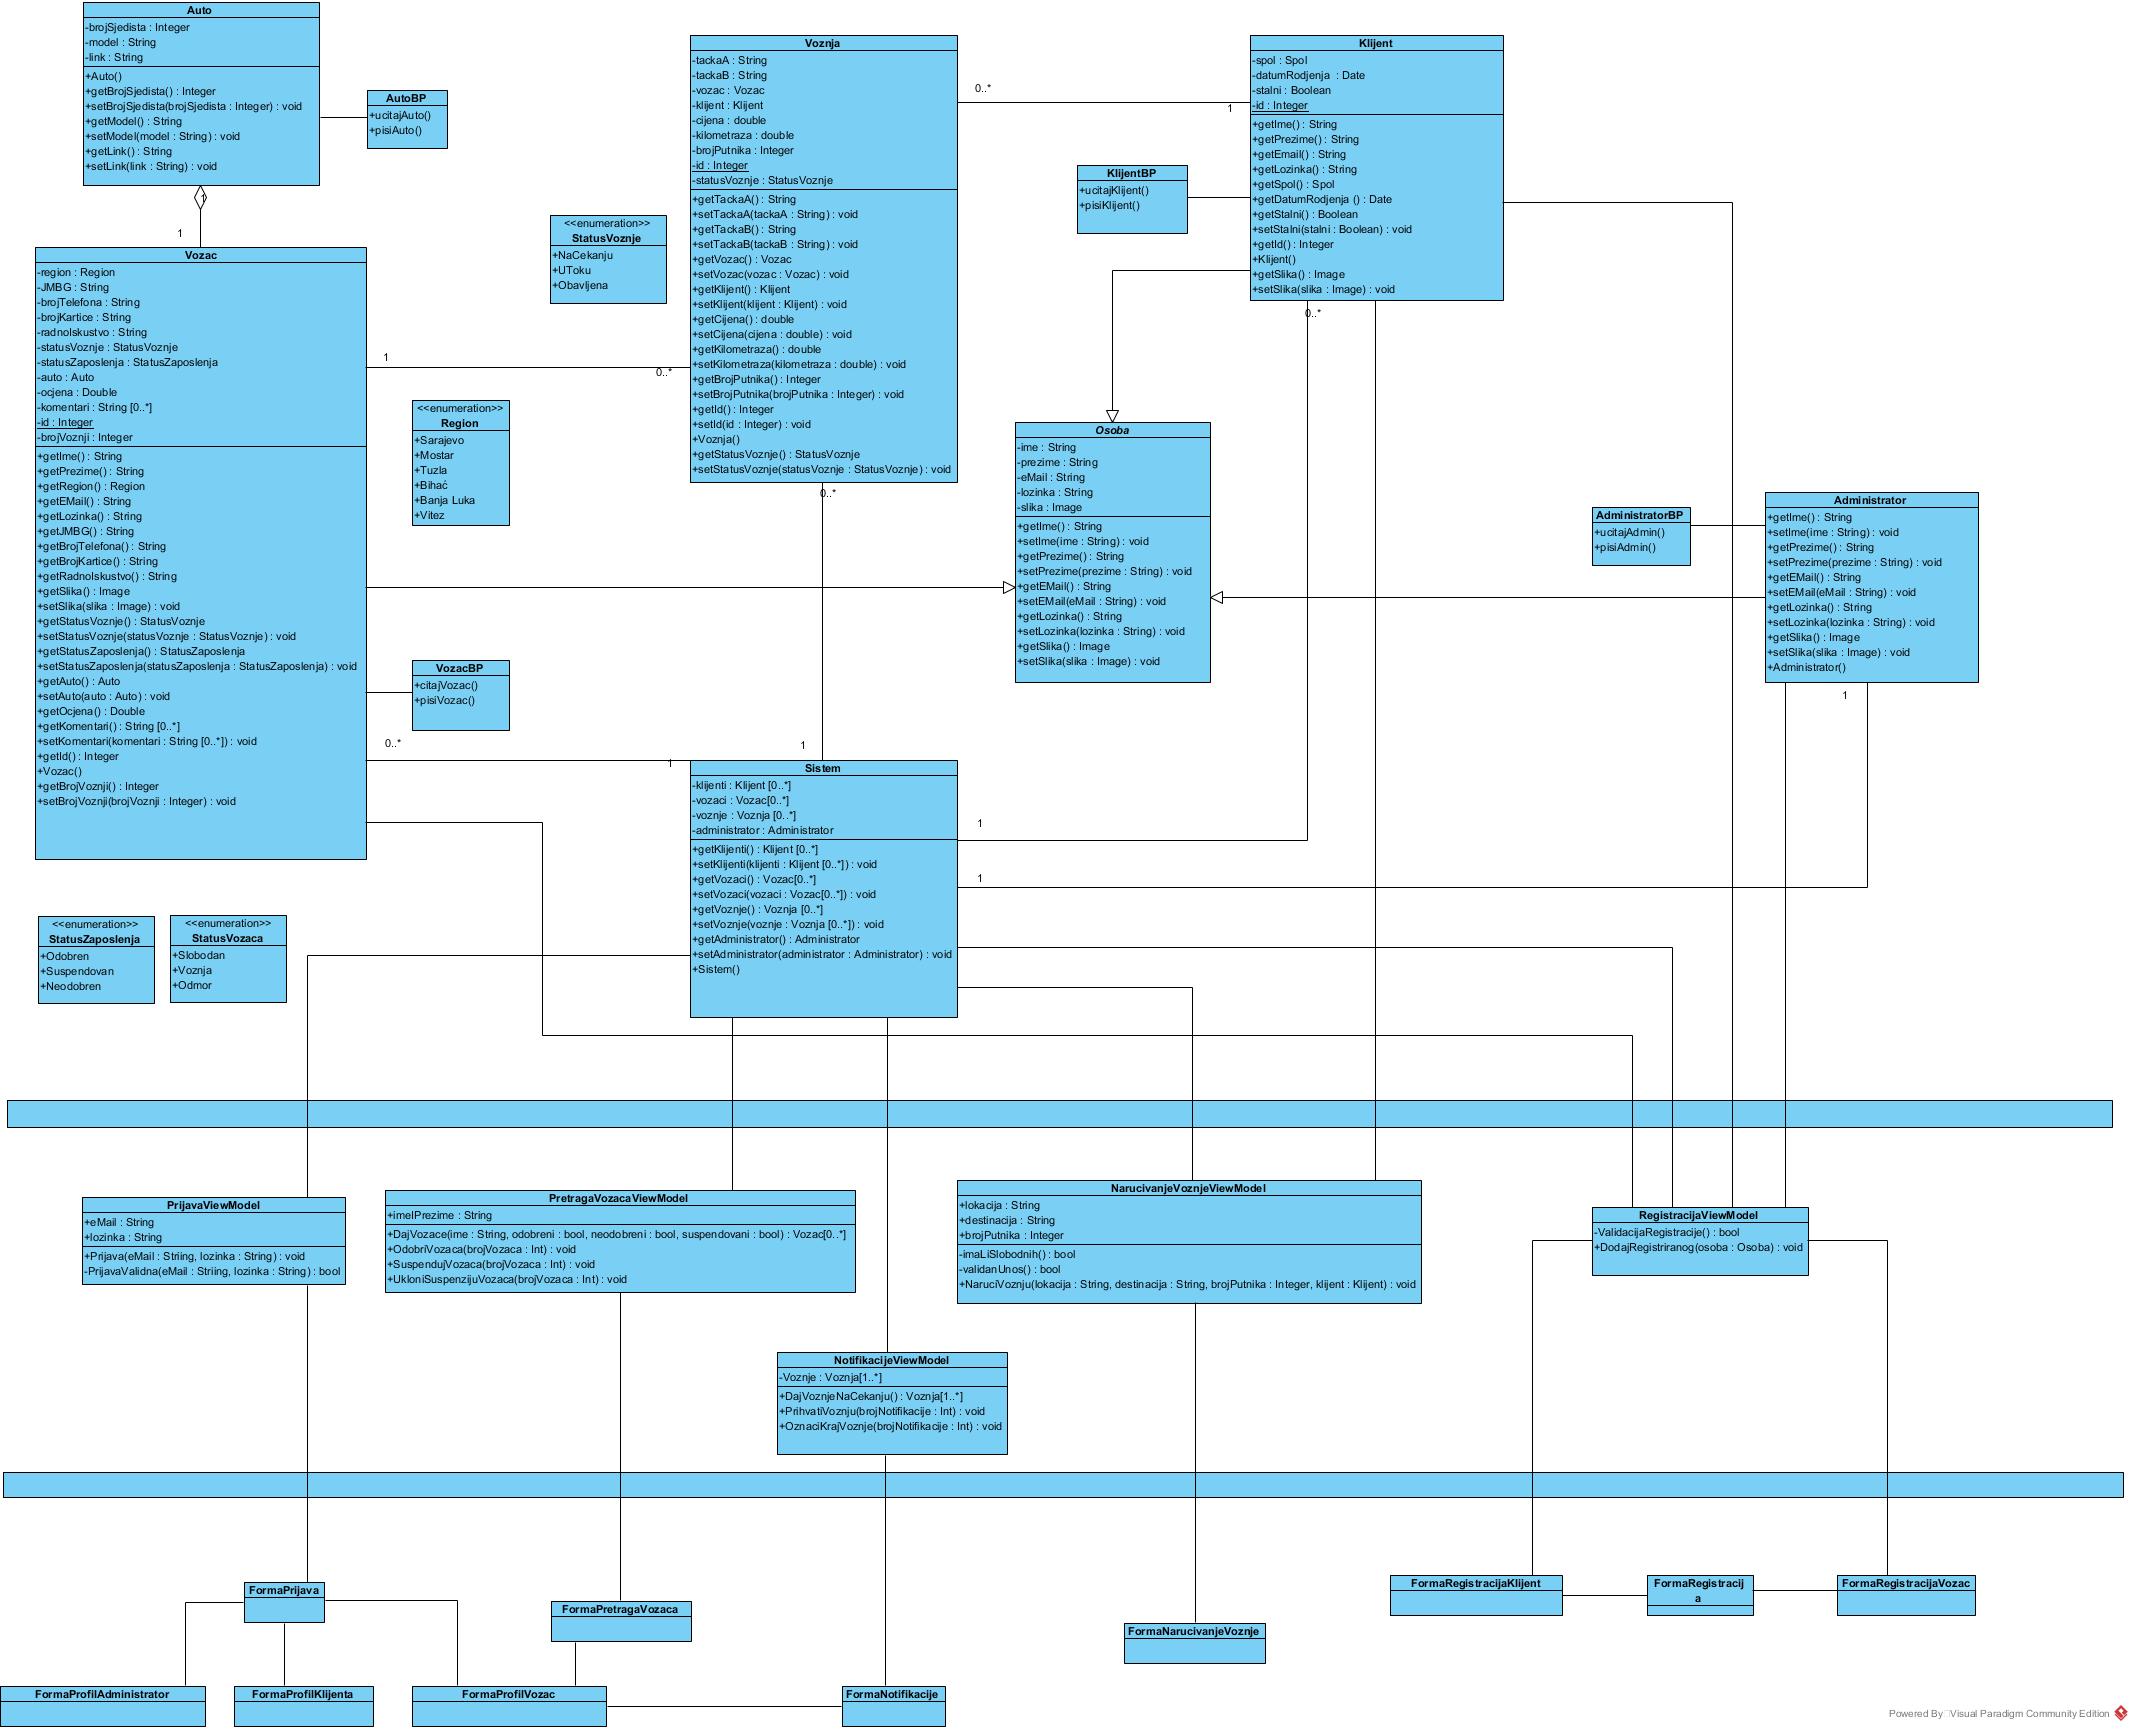 Auto
-brojSjedista : Integer
-model : String
-link : String
+Auto()
+getBrojSjedista() : Integer
+setBrojSjedista(brojSjedista : Integer) : void
+getModel() : String
+setModel(model : String) : void
+getLink() : String
+setLink(link : String) : void
AutoBP
+ucitajAuto()
+pisiAuto()
1
1
Vozac
-region : Region
-JMBG : String
-brojTelefona : String
-brojKartice : String
-radnoIskustvo : String
-statusVoznje : StatusVoznje
-statusZaposlenja : StatusZaposlenja
-auto : Auto
-ocjena : Double
-komentari : String [0..*]
-id : Integer
-brojVoznji : Integer
+getIme() : String
+getPrezime() : String
+getRegion() : Region
+getEMail() : String
+getLozinka() : String
+getJMBG() : String
+getBrojTelefona() : String
+getBrojKartice() : String
+getRadnoIskustvo() : String
+getSlika() : Image
+setSlika(slika : Image) : void
+getStatusVoznje() : StatusVoznje
+setStatusVoznje(statusVoznje : StatusVoznje) : void
+getStatusZaposlenja() : StatusZaposlenja
+setStatusZaposlenja(statusZaposlenja : StatusZaposlenja) : void
+getAuto() : Auto
+setAuto(auto : Auto) : void
+getOcjena() : Double
+getKomentari() : String [0..*]
+setKomentari(komentari : String [0..*]) : void
+getId() : Integer
+Vozac()
+getBrojVoznji() : Integer
+setBrojVoznji(brojVoznji : Integer) : void
<<enumeration>>
StatusVoznje
+NaCekanju
+UToku
+Obavljena
1
0..*
<<enumeration>>
Region
+Sarajevo
+Mostar
+Tuzla
+Bihać
+Banja Luka
+Vitez
VozacBP
+citajVozac()
+pisiVozac()
0..*
1
Voznja
-tackaA : String
-tackaB : String
-vozac : Vozac
-klijent : Klijent
-cijena : double
-kilometraza : double
-brojPutnika : Integer
-id : Integer
-statusVoznje : StatusVoznje
+getTackaA() : String
+setTackaA(tackaA : String) : void
+getTackaB() : String
+setTackaB(tackaB : String) : void
+getVozac() : Vozac
+setVozac(vozac : Vozac) : void
+getKlijent() : Klijent
+setKlijent(klijent : Klijent) : void
+getCijena() : double
+setCijena(cijena : double) : void
+getKilometraza() : double
+setKilometraza(kilometraza : double) : void
+getBrojPutnika() : Integer
+setBrojPutnika(brojPutnika : Integer) : void
+getId() : Integer
+setId(id : Integer) : void
+Voznja()
+getStatusVoznje() : StatusVoznje
+setStatusVoznje(statusVoznje : StatusVoznje) : void
0..*
1
0..*
1
Klijent
-spol : Spol
-datumRodjenja : Date
-stalni : Boolean
-id : Integer
+getIme() : String
+getPrezime() : String
+getEmail() : String
+getLozinka() : String
+getSpol() : Spol
+getDatumRodjenja () : Date
+getStalni() : Boolean
+setStalni(stalni : Boolean) : void
+getId() : Integer
+Klijent()
+getSlika() : Image
+setSlika(slika : Image) : void
0..*
KlijentBP
+ucitajKlijent()
+pisiKlijent()
Osoba
-ime : String
-prezime : String
-eMail : String
-lozinka : String
-slika : Image
+getIme() : String
+setIme(ime : String) : void
+getPrezime() : String
+setPrezime(prezime : String) : void
+getEMail() : String
+setEMail(eMail : String) : void
+getLozinka() : String
+setLozinka(lozinka : String) : void
+getSlika() : Image
+setSlika(slika : Image) : void
AdministratorBP
+ucitajAdmin()
+pisiAdmin()
Administrator
+getIme() : String
+setIme(ime : String) : void
+getPrezime() : String
+setPrezime(prezime : String) : void
+getEMail() : String
+setEMail(eMail : String) : void
+getLozinka() : String
+setLozinka(lozinka : String) : void
+getSlika() : Image
+setSlika(slika : Image) : void
+Administrator()
1
Sistem
-klijenti : Klijent [0..*]
-vozaci : Vozac[0..*]
-voznje : Voznja [0..*]
-administrator : Administrator
+getKlijenti() : Klijent [0..*]
+setKlijenti(klijenti : Klijent [0..*]) : void
+getVozaci() : Vozac[0..*]
+setVozaci(vozaci : Vozac[0..*]) : void
+getVoznje() : Voznja [0..*]
+setVoznje(voznje : Voznja [0..*]) : void
+getAdministrator() : Administrator
+setAdministrator(administrator : Administrator) : void
+Sistem()
1
1
<<enumeration>>
StatusZaposlenja
+Odobren
+Suspendovan
+Neodobren
<<enumeration>>
StatusVozaca
+Slobodan
+Voznja
+Odmor
PrijavaViewModel
+eMail : String
+lozinka : String
+Prijava(eMail : Striing, lozinka : String) : void
-PrijavaValidna(eMail : Striing, lozinka : String) : bool
PretragaVozacaViewModel
+imeIPrezime : String
+DajVozace(ime : String, odobreni : bool, neodobreni : bool, suspendovani : bool) : Vozac[0..*]
+OdobriVozaca(brojVozaca : Int) : void
+SuspendujVozaca(brojVozaca : Int) : void
+UkloniSuspenzijuVozaca(brojVozaca : Int) : void
NarucivanjeVoznjeViewModel
+lokacija : String
+destinacija : String
+brojPutnika : Integer
-imaLiSlobodnih() : bool
-validanUnos() : bool
+NaruciVoznju(lokacija : String, destinacija : String, brojPutnika : Integer, klijent : Klijent) : void
RegistracijaViewModel
-ValidacijaRegistracije() : bool
+DodajRegistriranog(osoba : Osoba) : void
NotifikacijeViewModel
-Voznje : Voznja[1..*]
+DajVoznjeNaCekanju() : Voznja[1..*]
+PrihvatiVoznju(brojNotifikacije : Int) : void
+OznaciKrajVoznje(brojNotifikacije : Int) : void
FormaPrijava
FormaPretragaVozaca
FormaNarucivanjeVoznje
FormaRegistracijaKlijent
FormaRegistracij
a
FormaRegistracijaVozac
FormaProfilAdministrator
FormaProfilKlijenta
FormaProfilVozac
FormaNotifikacije
Powered By Visual Paradigm Community Edition